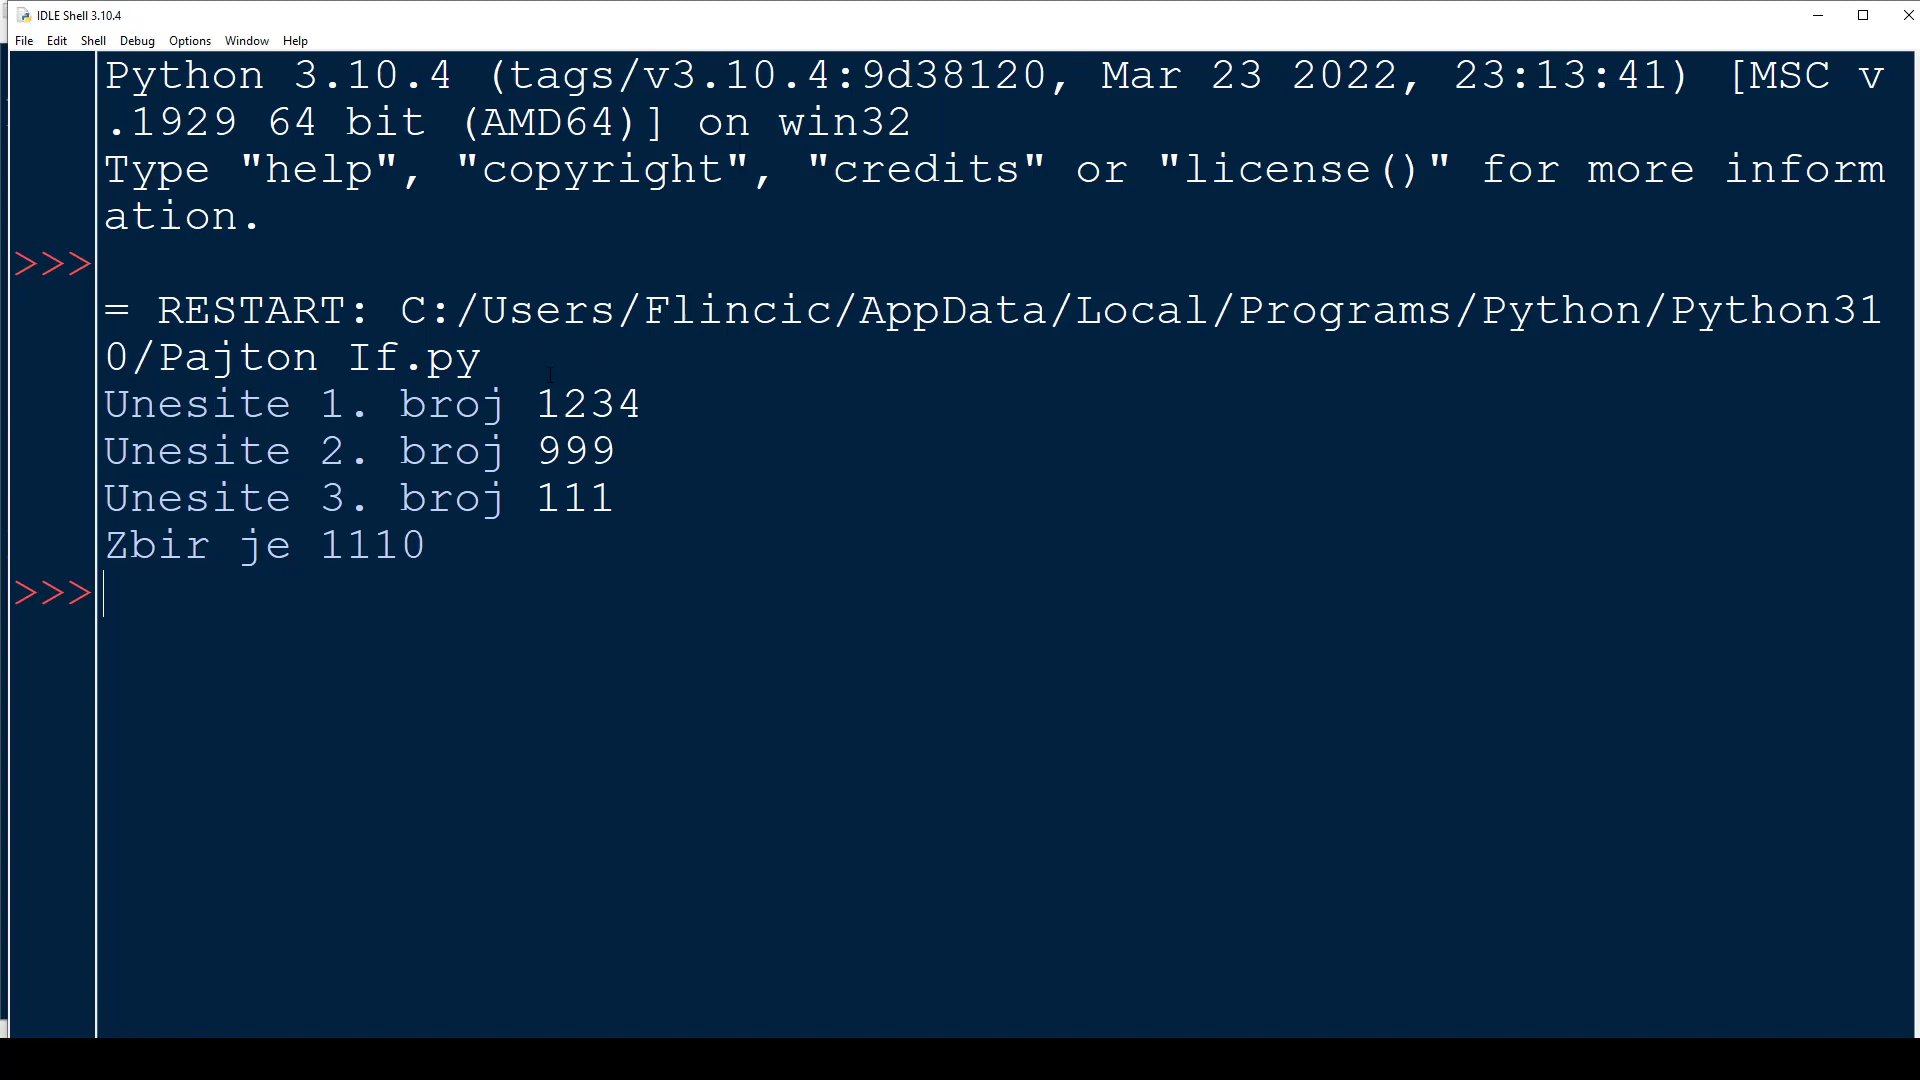 IDLE Shell 3.10.4
File Edit Shell Debug Options Window Help
Python 3.10.4 (tags/v3.10.4:9d38120, Mar 23 2022, 23:13:41) [MSC v
.1929 64 bit (AMD64)] on win32
Type "help", "copyright", "credits" or "license()" for more inform
ation.
>>>
= RESTART: C:/Users/Flincic/AppData/Local/Programs/Python/Python31
0/Pajton If.py
Unesite 1. broj 1234
Unesite 2. broj 999
Unesite 3. broj 111
Zbir je 1110
>>>